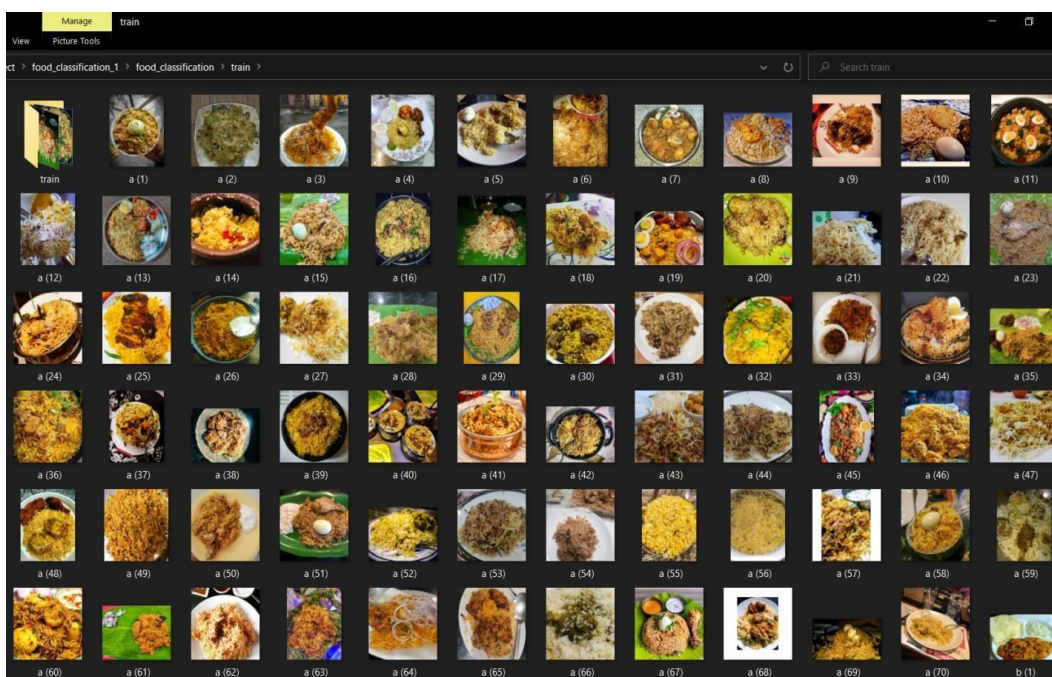 Manage train
View Picture Tools
ect > food_classification_1 > food_classification > train >
Search train
train a (1) a (2) a (3) a (4) a (5) a (6) a (7) a (8) a (9) a (10) a (11)
a (12) a (13) a (14) a (15) a (16) a (17) a (18) a (19) a (20) a (21) a (22) a (23)
a (24) a (25) a (26) a (27) a (28) a (29) a (30) a (31) a (32) a (33) a (34) a (35)
a (36) a (37) a (38) a (39) a (40) a (41) a (42) a (43) a (44) a (45) a (46) a (47)
a (48) a (49) a (50) a (51) a (52) a (53) a (54) a (55) a (56) a (57) a (58) a (59)
a (60) a (61) a (62) a (63) a (64) a (65) a (66) a (67) a (68) a (69) a (70) b (1)